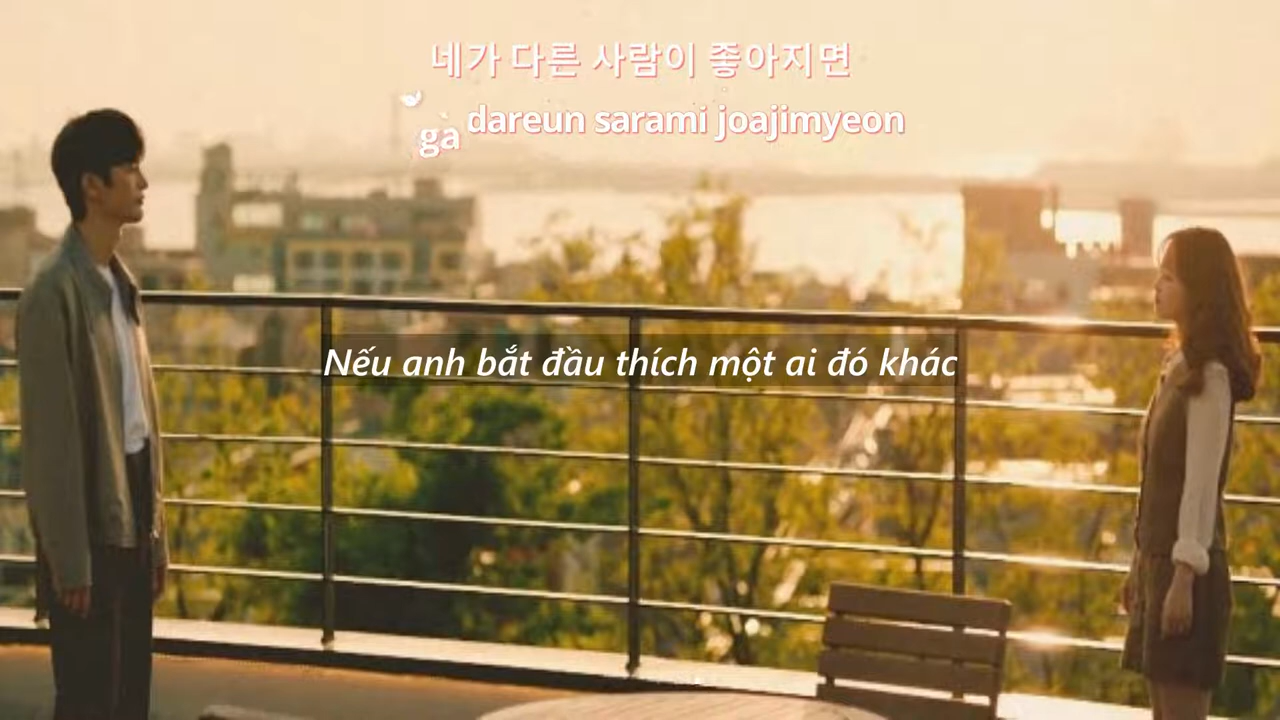 네가 다른 사람이 좋아지면
ga dareun sarami joajimyeon
Nếu anh bắt đầu thích một ai đó khác